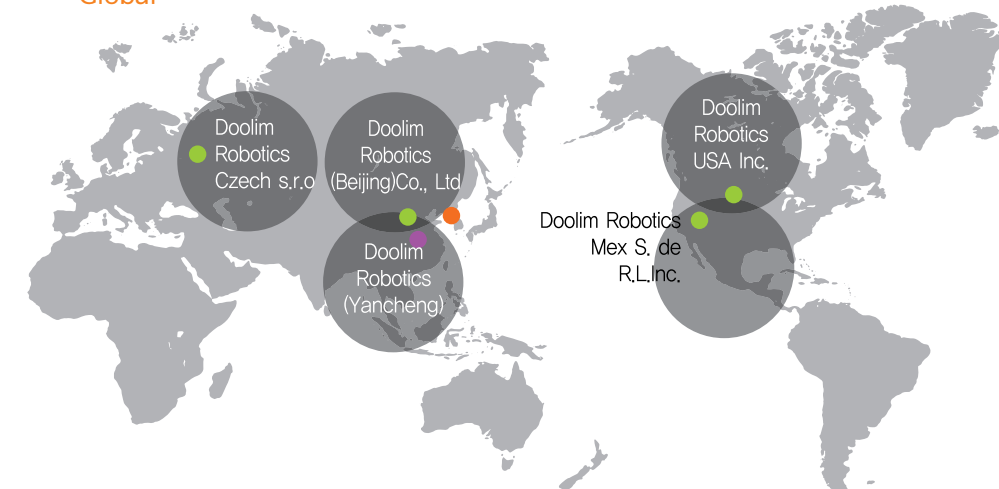 Global
Doolim
Robotics
Czech s.r.o
Doolim
Robotics
(Beijing)Co., Ltd
Doolim
Robotics
(Yancheng)
Doolim
Robotics
USA Inc.
Doolim Robotics
Mex S. de
R.L.Inc.